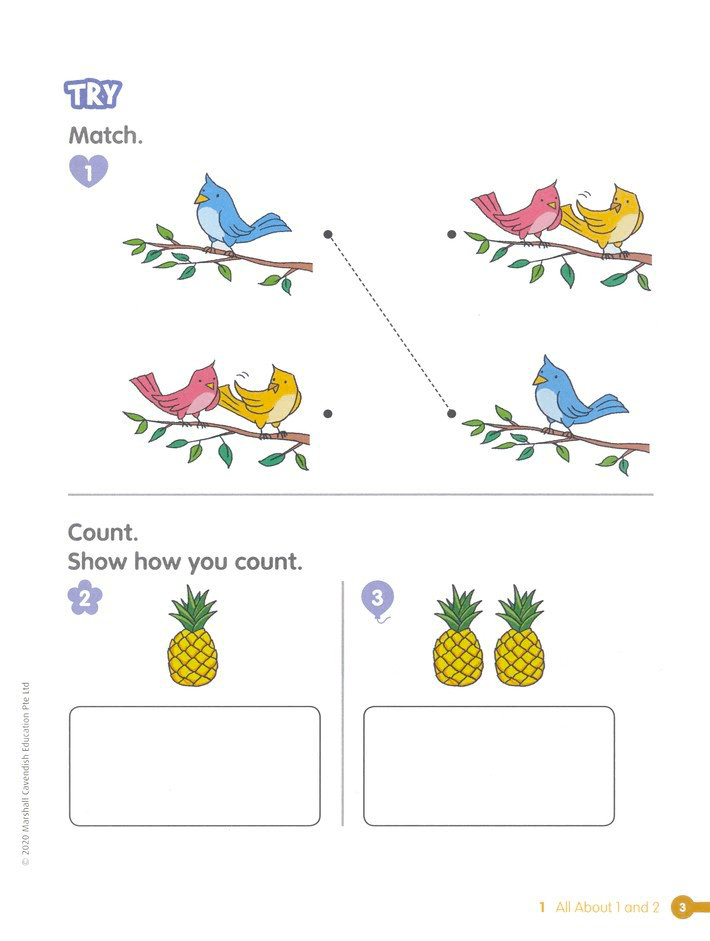 TRY
Match.
1
Count.
Show how you count.
2
3
© 2020 Marshall Cavendish Education Pte Ltd
1 All About 1 and 2 3